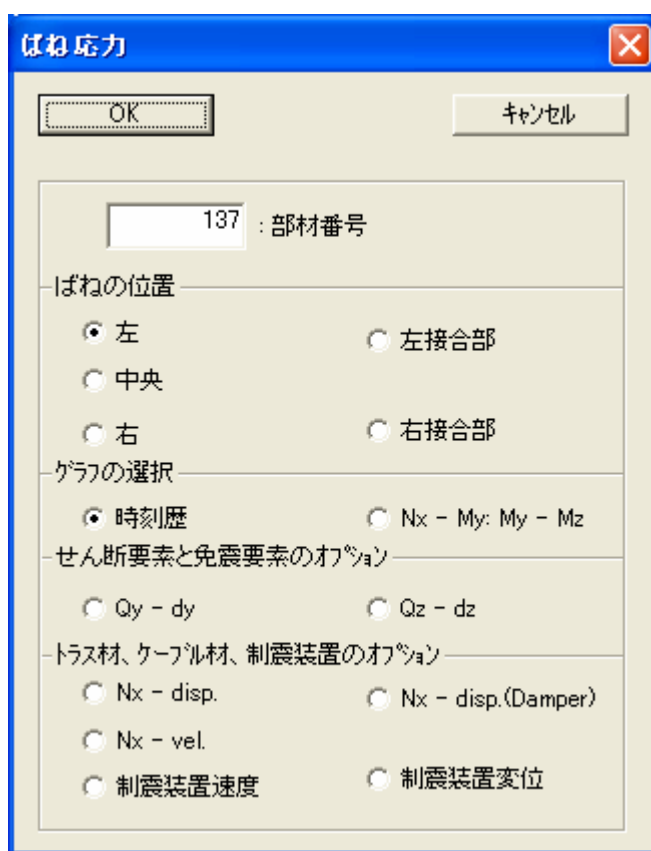 ばね応力
OK ｷｬﾝｾﾙ
137 : 部材番号
ばねの位置
左 左接合部
中央
右 右接合部
ｸﾞﾗﾌの選択
時刻歴 Nx - My: My - Mz
せん断要素と免震要素のｵﾌﾟｼｮﾝ
Qy - dy Qz - dz
ﾄﾗｽ材、ｹｰﾌﾞﾙ材、制震装置のｵﾌﾟｼｮﾝ
Nx - disp. Nx - disp.(Damper)
Nx - vel.
制震装置速度 制震装置変位